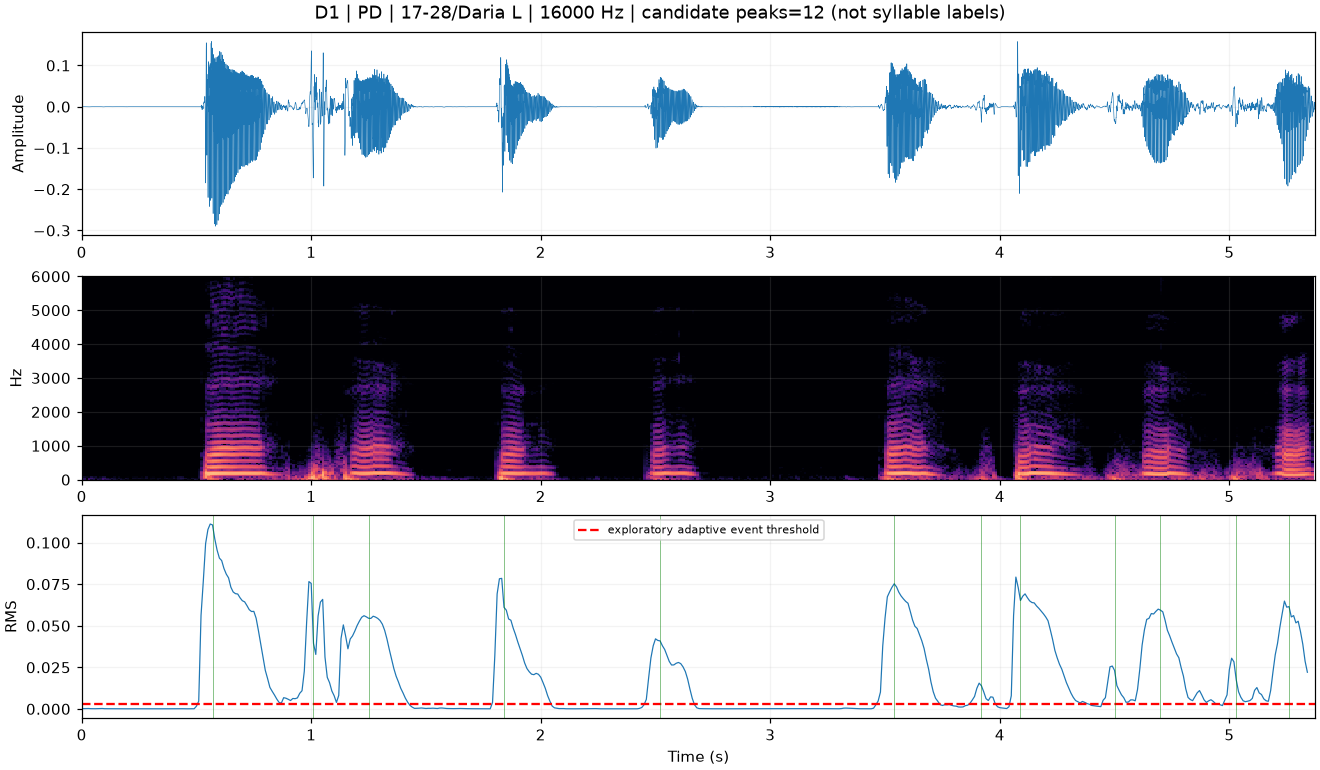 D1 | PD | 17-28/Daria L | 16000 Hz | candidate peaks=12 (not syllable labels)
Amplitude
0.1
0.0
−0.1
−0.2
−0.3
0 1 2 3 4 5
Hz
6000
5000
4000
3000
2000
1000
0
0 1 2 3 4 5
exploratory adaptive event threshold
RMS
0.100
0.075
0.050
0.025
0.000
0 1 2 3 4 5
Time (s)